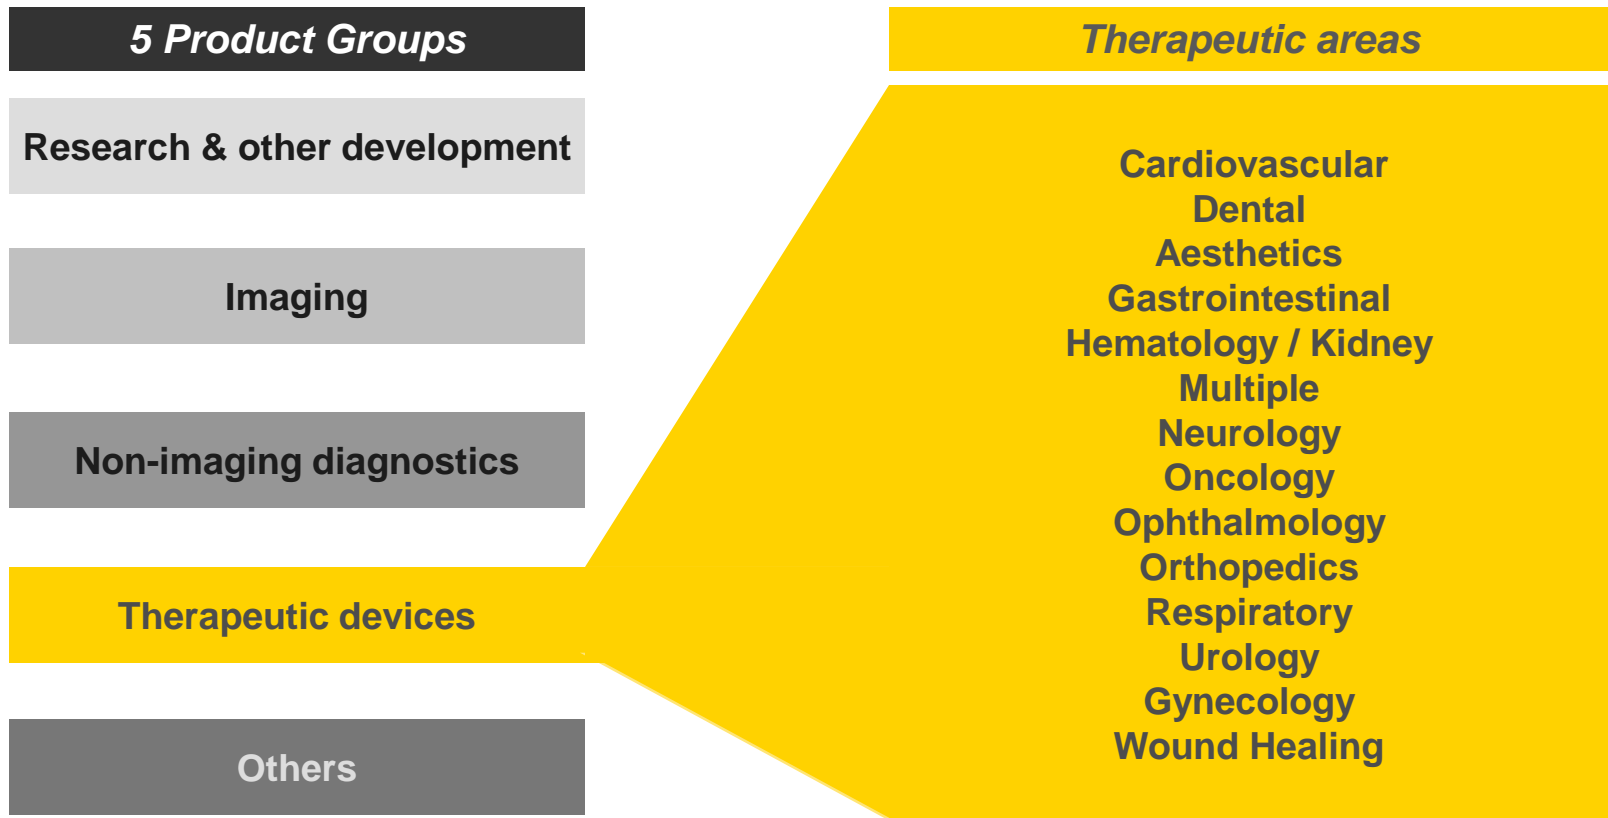 5 Product Groups
Research & other development
Imaging
Non-imaging diagnostics
Therapeutic devices
Others
Therapeutic areas
Cardiovascular
Dental
Aesthetics
Gastrointestinal
Hematology / Kidney
Multiple
Neurology
Oncology
Ophthalmology
Orthopedics
Respiratory
Urology
Gynecology
Wound Healing